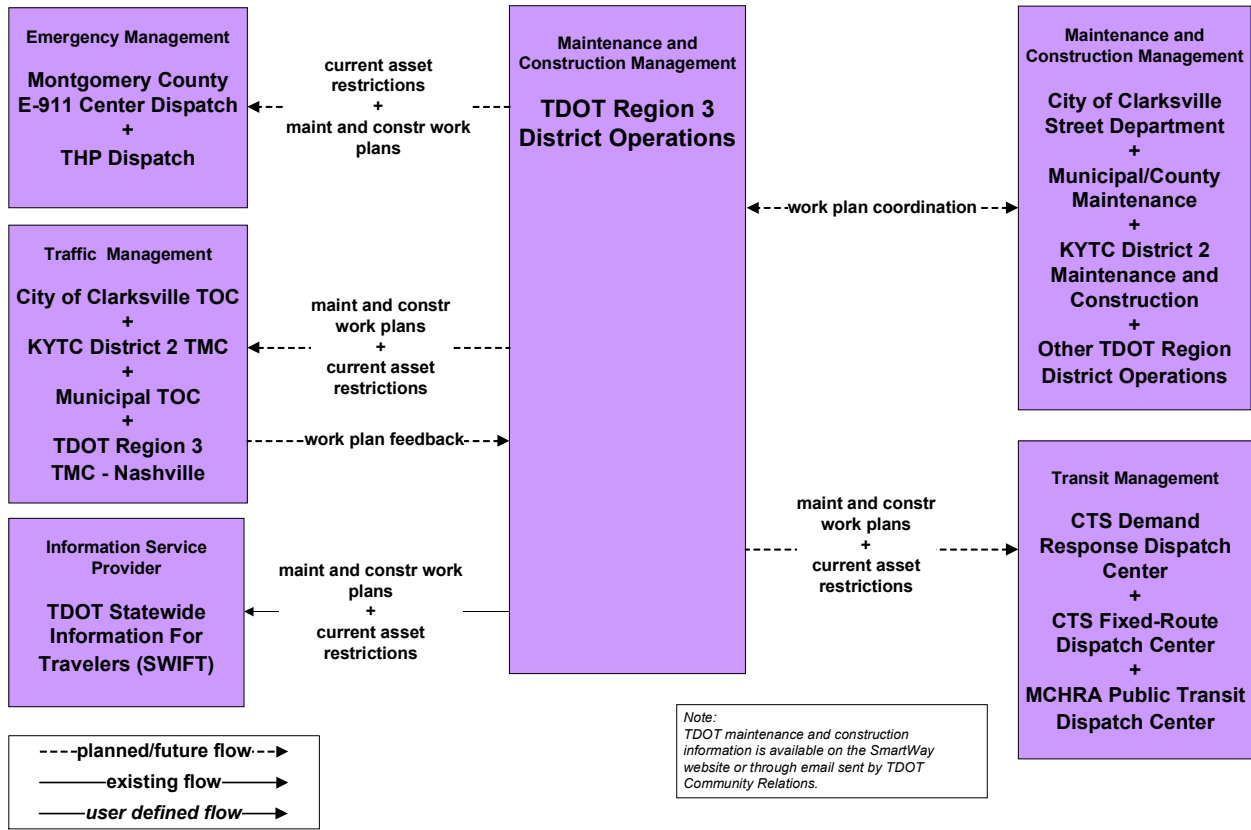 Emergency Management
Montgomery County
E-911 Center Dispatch
+
THP Dispatch
current asset
restrictions
+
maint and constr work
plans
Maintenance and
Construction Management
TDOT Region 3
District Operations
Maintenance and
Construction Management
City of Clarksville
Street Department
+
Municipal/County
Maintenance
+
KYTC District 2
Maintenance and
Construction
+
Other TDOT Region
District Operations
work plan coordination
Traffic Management
City of Clarksville TOC
+
KYTC District 2 TMC
+
Municipal TOC
+
TDOT Region 3
TMC - Nashville
maint and constr
work plans
+
current asset
restrictions
work plan feedback
Transit Management
CTS Demand
Response Dispatch
Center
+
CTS Fixed-Route
Dispatch Center
+
MCHRA Public Transit
Dispatch Center
maint and constr
work plans
+
current asset
restrictions
Information Service
Provider
TDOT Statewide
Information For
Travelers (SWIFT)
maint and constr work
plans
+
current asset
restrictions
Note:
TDOT maintenance and construction
information is available on the SmartWay
website or through email sent by TDOT
Community Relations.
planned/future flow
existing flow
user defined flow